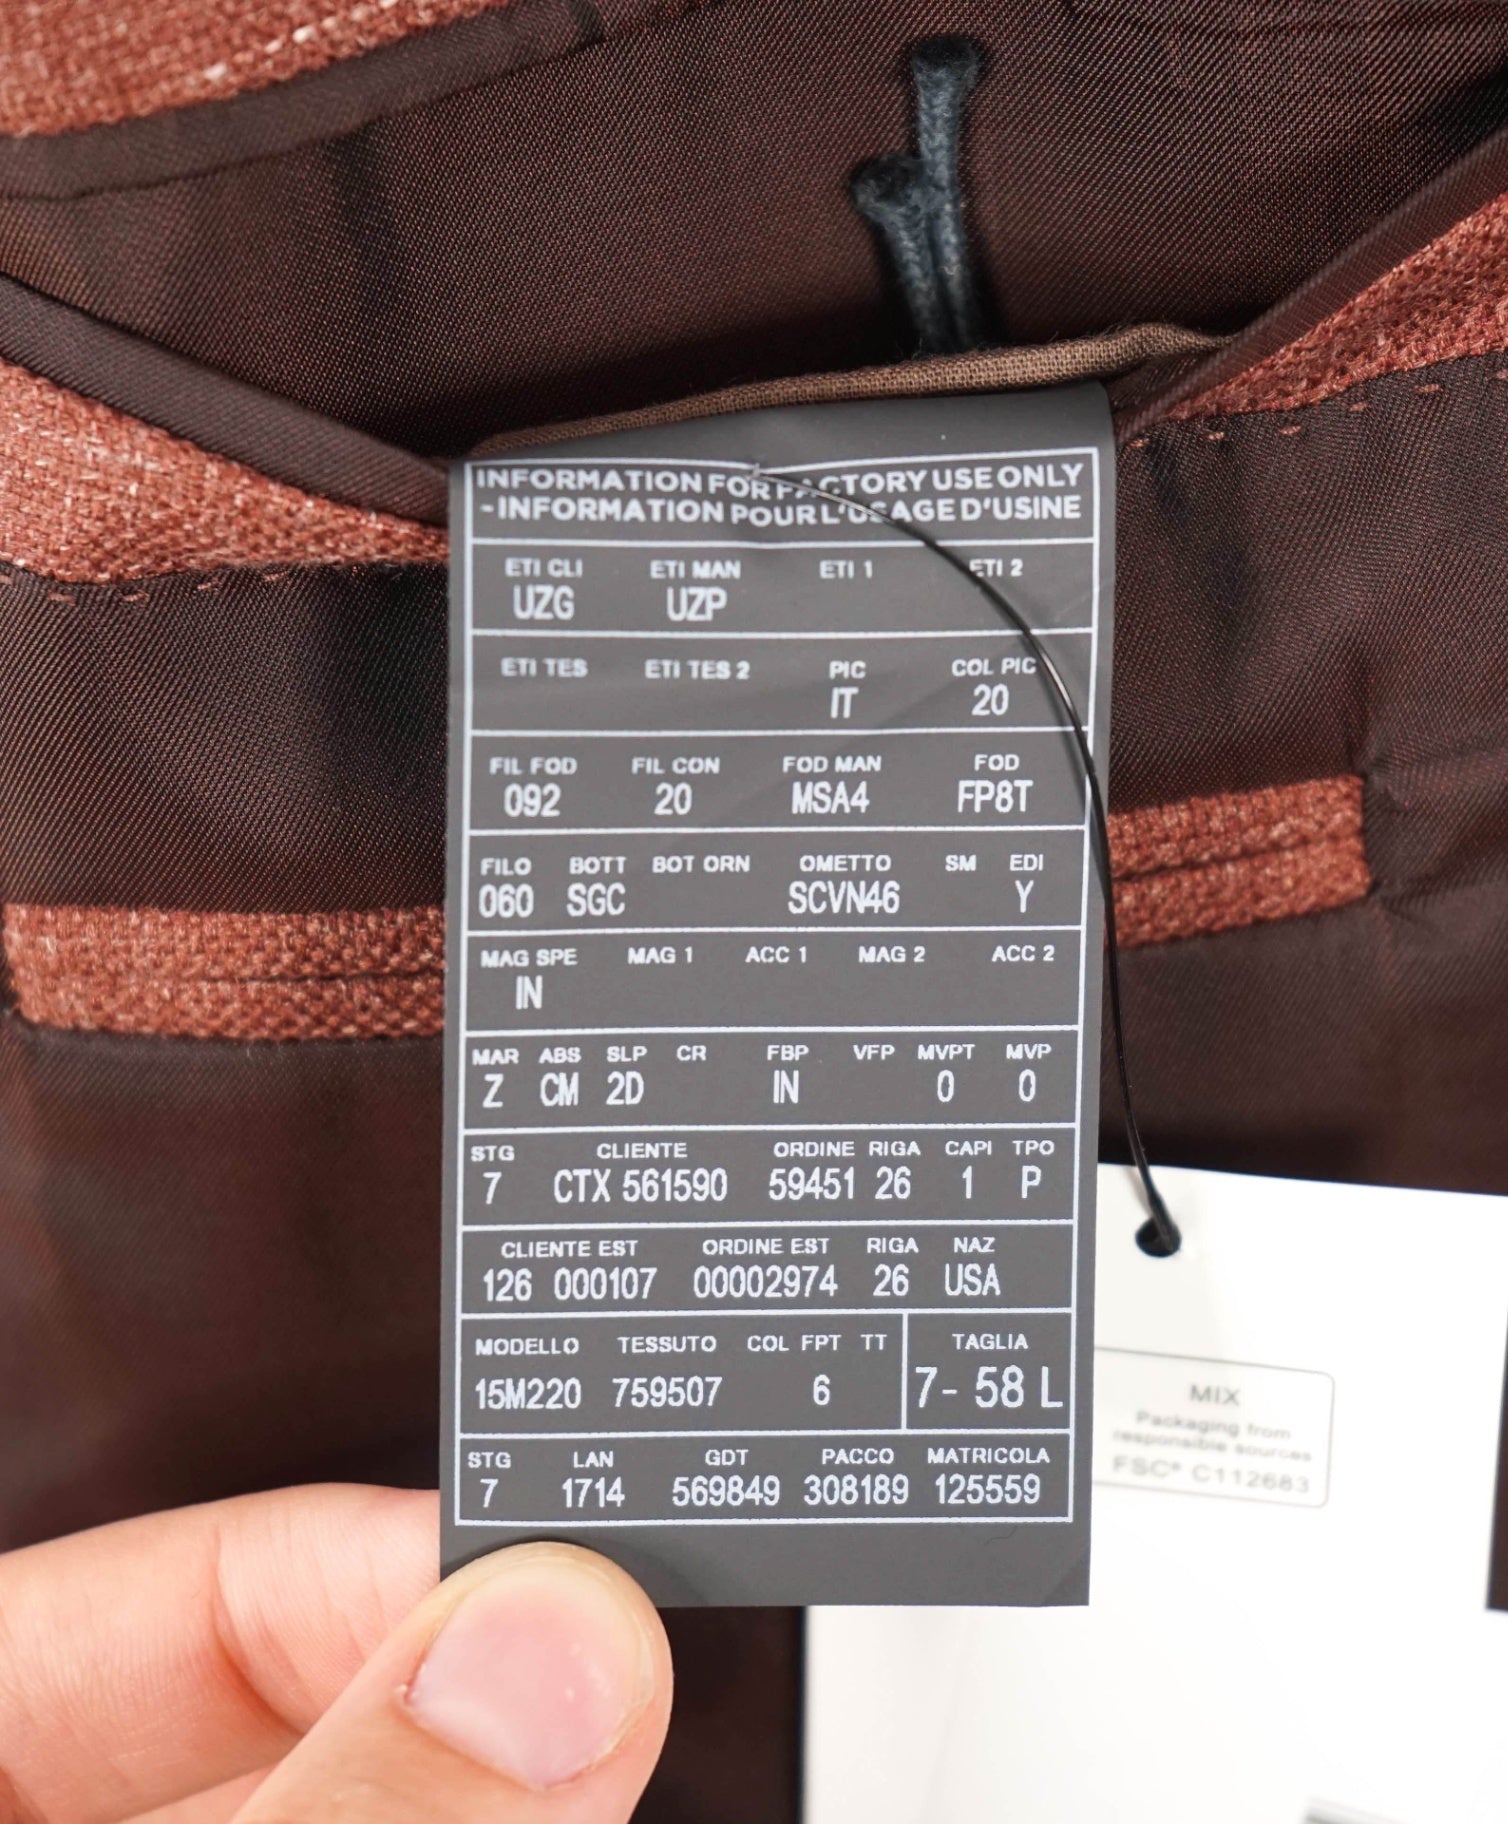 INFORMATION FOR FACTORY USE ONLY
- INFORMATION POUR L'USAGE D'USINE
ETI CLI ETI MAN ETI 1 ETI 2
UZG UZP
ETI TES ETI TES 2 PIC COL PIC
IT 20
FIL FOD FIL CON FOD MAN FOD
092 20 MSA4 FP8T
FILO BOTT BOT ORN OMETTO SM EDI
060 SGC SCVN46 Y
MAG SPE MAG 1 ACC 1 MAG 2 ACC 2
IN
MAR ABS SLP CR FBP VFP MVPT MVP
Z CM 2D IN 0 0
STG CLIENTE ORDINE RIGA CAPI TPO
7 CTX 561590 59451 26 1 P
CLIENTE EST ORDINE EST RIGA NAZ
126 000107 00002974 26 USA
MODELLO TESSUTO COL FPT TT TAGLIA
15M220 759507 6 7- 58 L
STG LAN GDT PACCO MATRICOLA
7 1714 569849 308189 125559
MIX
Packaging from
responsible sources
FSC® C112683